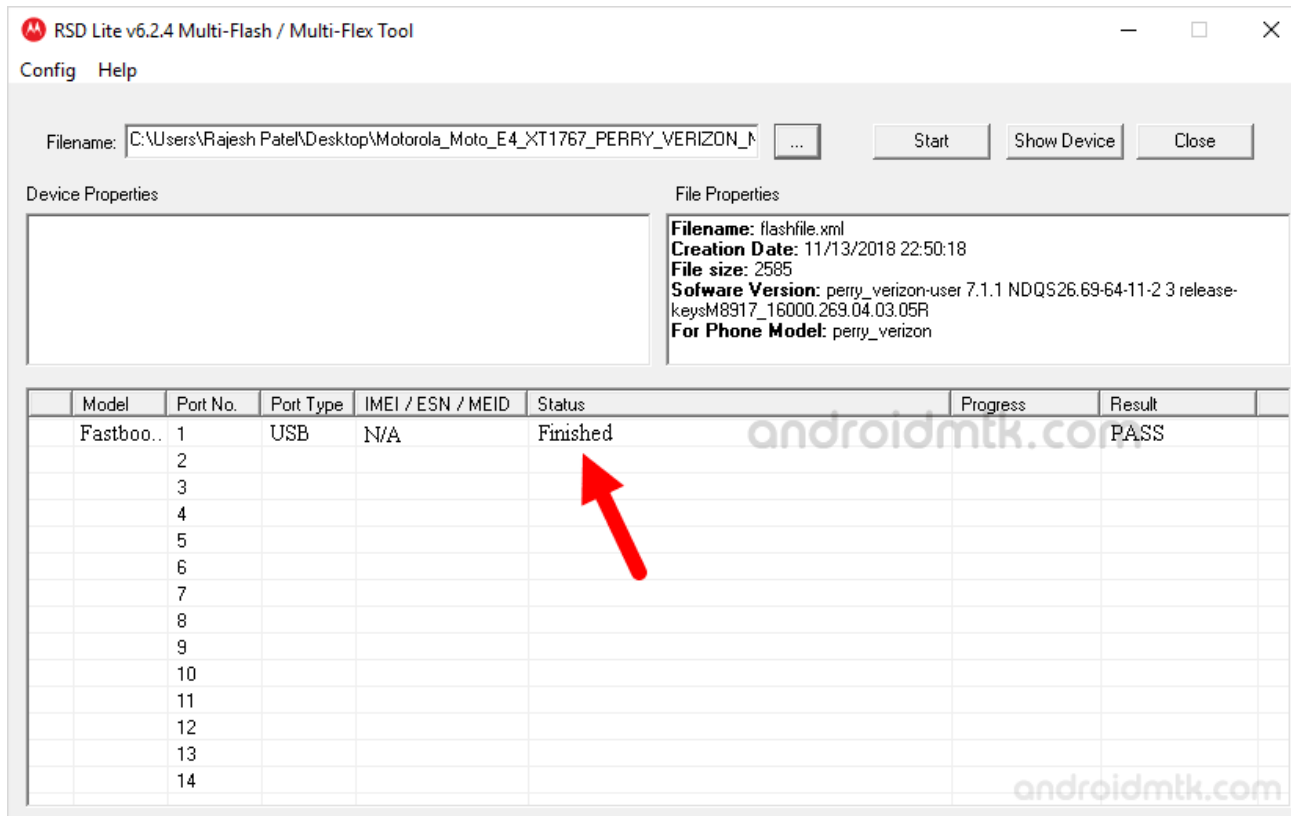 RSD Lite v6.2.4 Multi-Flash / Multi-Flex Tool
Config Help
Filename: C:\Users\Rajesh Patel\Desktop\Motorola_Moto_E4_XT1767_PERRY_VERIZON_N ... Start Show Device Close
Device Properties File Properties
Filename: flashfile.xml
Creation Date: 11/13/2018 22:50:18
File size: 2585
Sofware Version: perry_verizon-user 7.1.1 NDQS26.69-64-11-2 3 release-
keysM8917_16000.269.04.03.05R
For Phone Model: perry_verizon
Model Port No. Port Type IMEI / ESN / MEID Status Progress Result
Fastboo.. 1 USB N/A Finished PASS
androidmtk.com
2
3
4
5
6
7
8
9
10
11
12
13
14
androidmtk.com